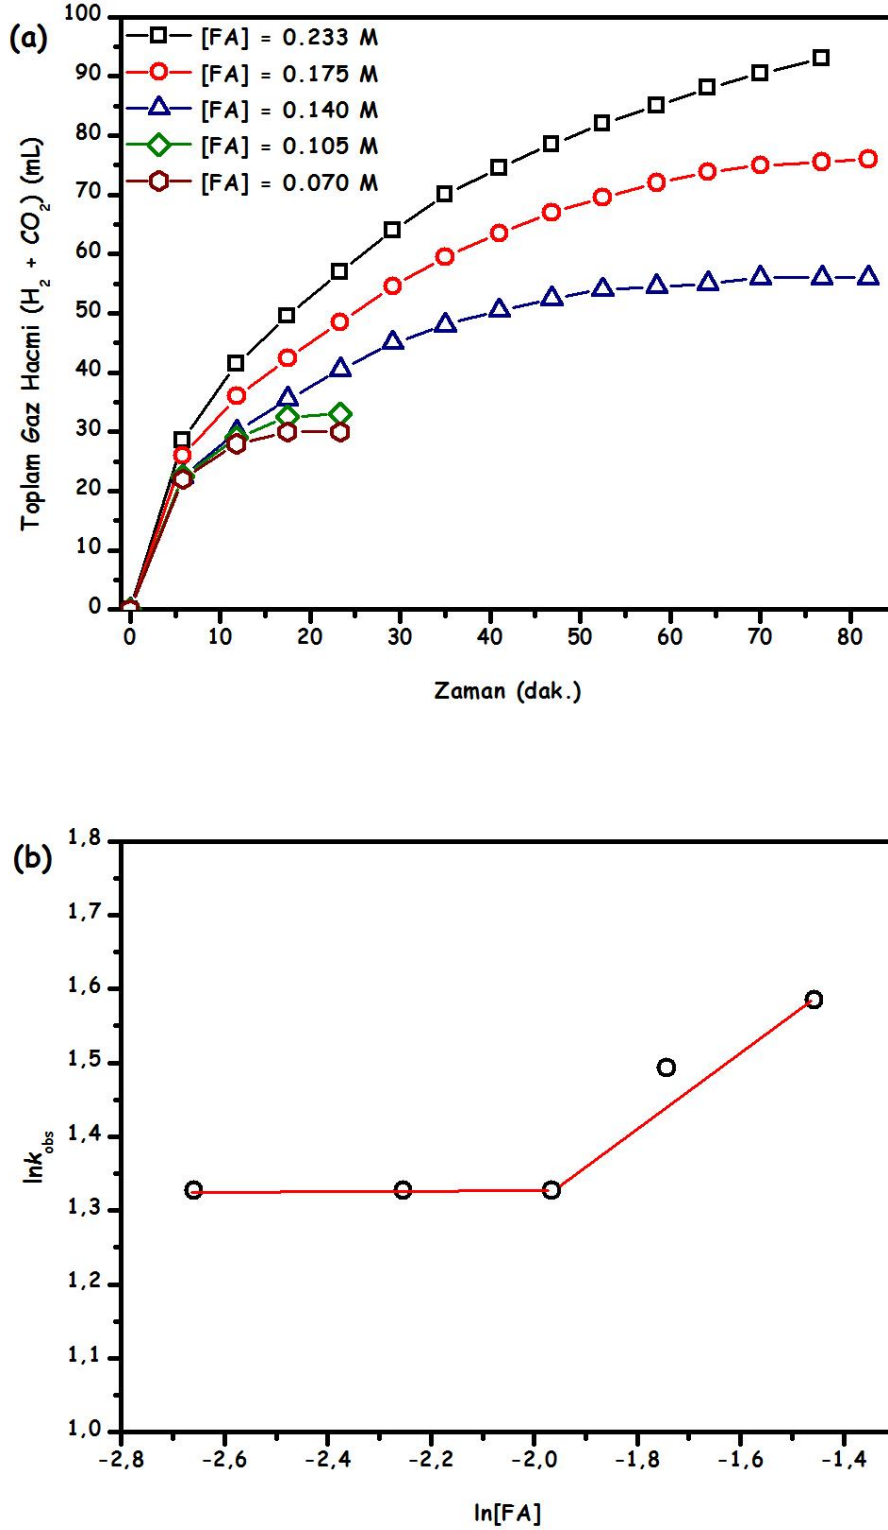 (a)
[FA] = 0.233 M
[FA] = 0.175 M
[FA] = 0.140 M
[FA] = 0.105 M
[FA] = 0.070 M
Toplam Gaz Hacmi (H₂ + CO₂) (mL)
100
90
80
70
60
50
40
30
20
10
0
0 10 20 30 40 50 60 70 80
Zaman (dak.)
(b)
lnk_obs
1,8
1,7
1,6
1,5
1,4
1,3
1,2
1,1
1,0
-2,8 -2,6 -2,4 -2,2 -2,0 -1,8 -1,6 -1,4
ln[FA]